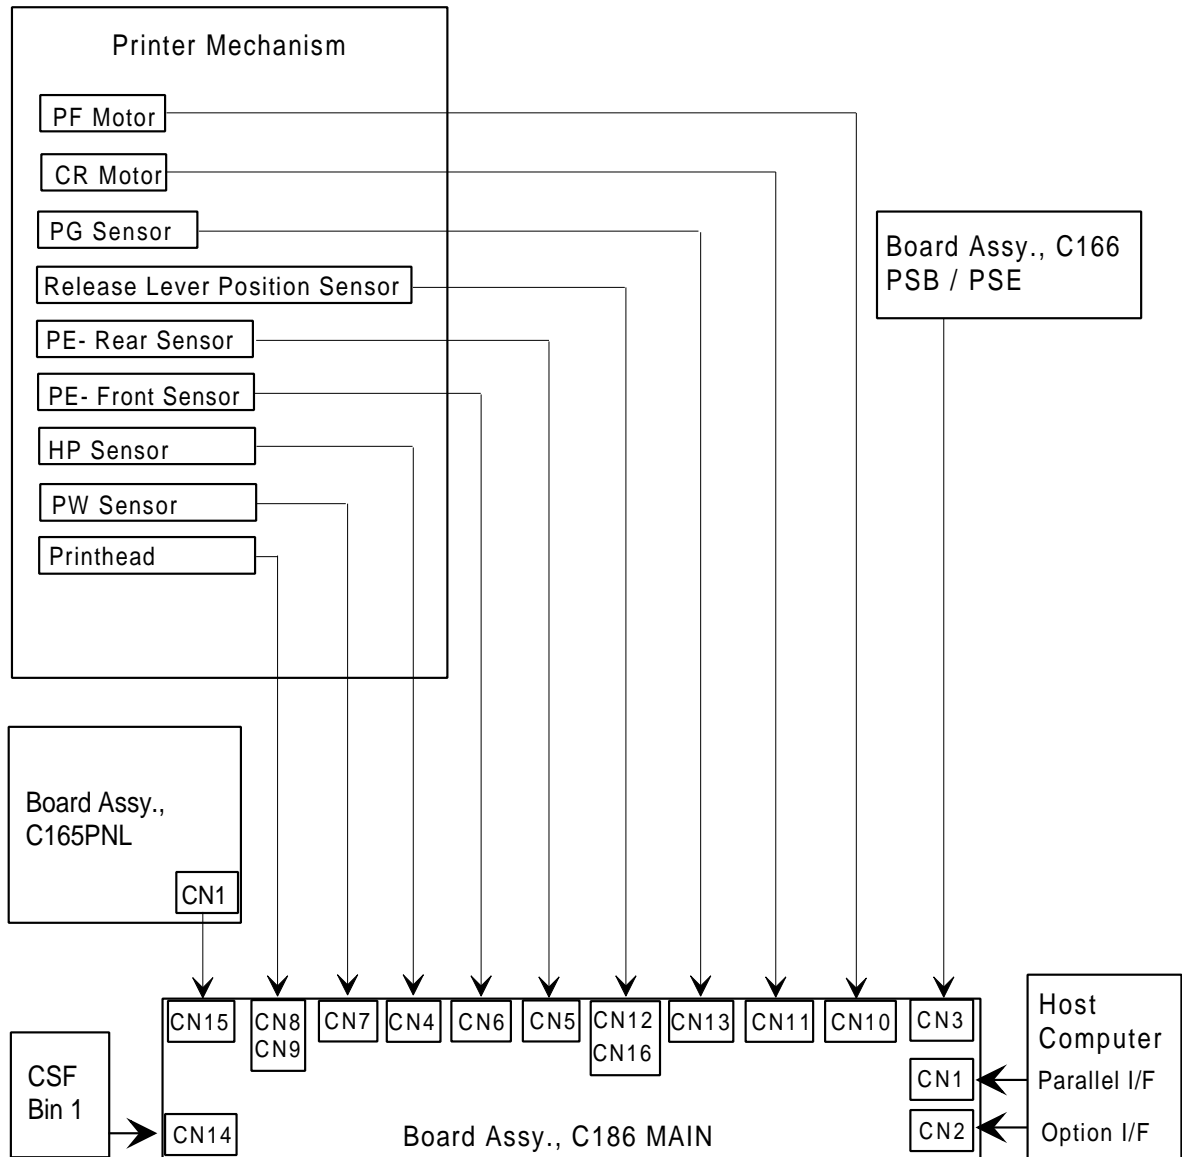 Printer Mechanism
PF Motor
CR Motor
PG Sensor
Release Lever Position Sensor
PE- Rear Sensor
PE- Front Sensor
HP Sensor
PW Sensor
Printhead
Board Assy., C166
PSB / PSE
Board Assy.,
C165PNL
CN1
CN15
CN8
CN9
CN7
CN4
CN6
CN5
CN12
CN16
CN13
CN11
CN10
CN3
CN1
CN2
Host
Computer
Parallel I/F
Option I/F
CSF
Bin 1
CN14
Board Assy., C186 MAIN